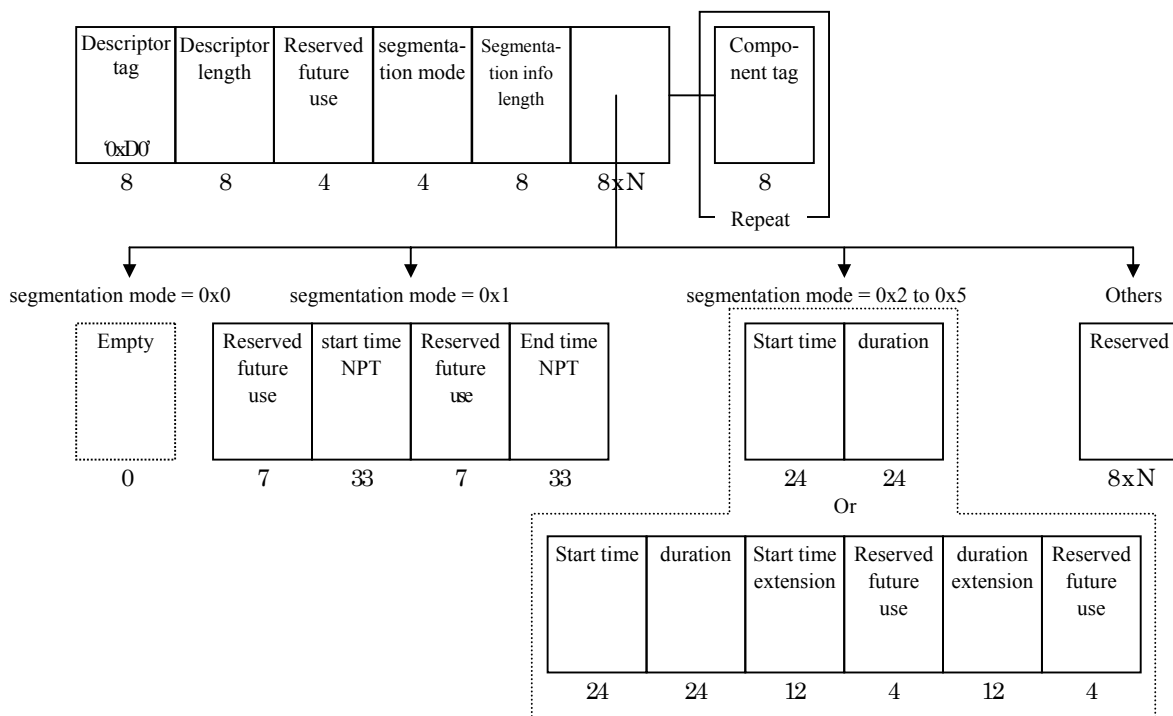 Descriptor tag
'0xD0'
Descriptor length
Reserved future use
segmenta-tion mode
Segmenta-tion info length
Compo-nent tag
8 8 4 4 8 8xN 8
Repeat
segmentation mode = 0x0 segmentation mode = 0x1 segmentation mode = 0x2 to 0x5 Others
Empty
Reserved future use
start time NPT
Reserved future use
End time NPT
Start time
duration
Reserved
0 7 33 7 33 24 24 8xN
Or
Start time
duration
Start time extension
Reserved future use
duration extension
Reserved future use
24 24 12 4 12 4